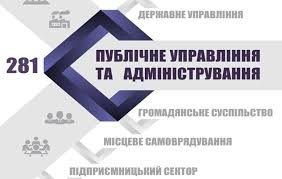 ДЕРЖАВНЕ УПРАВЛІННЯ
281
ПУБЛІЧНЕ УПРАВЛІННЯ
ТА АДМІНІСТРУВАННЯ
ГРОМАДЯНСЬКЕ СУСПІЛЬСТВО
МІСЦЕВЕ САМОВРЯДУВАННЯ
ПІДПРИЄМНИЦЬКИЙ СЕКТОР